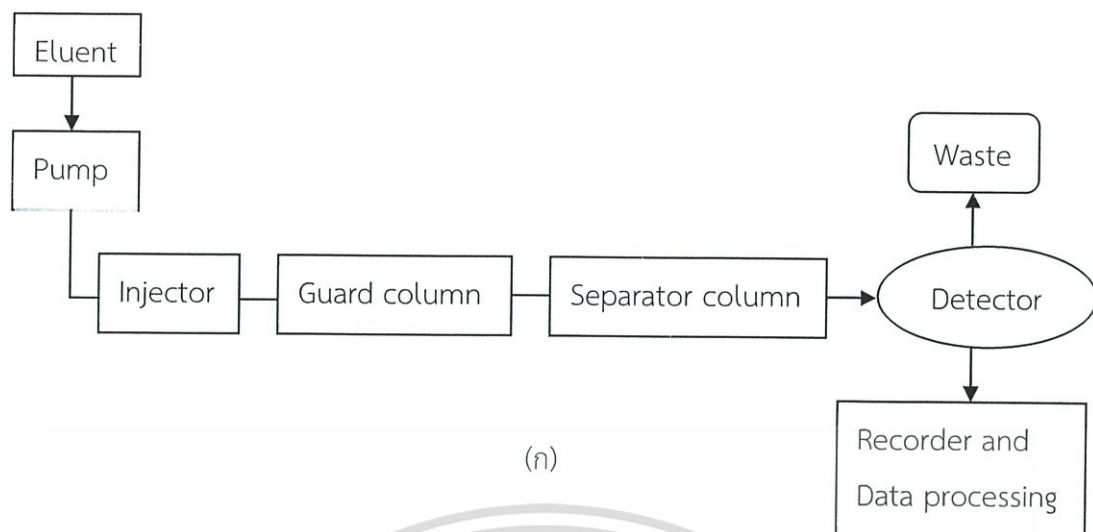 Eluent
Pump
Waste
Injector
Guard column
Separator column
Detector
Recorder and
Data processing
(ก)